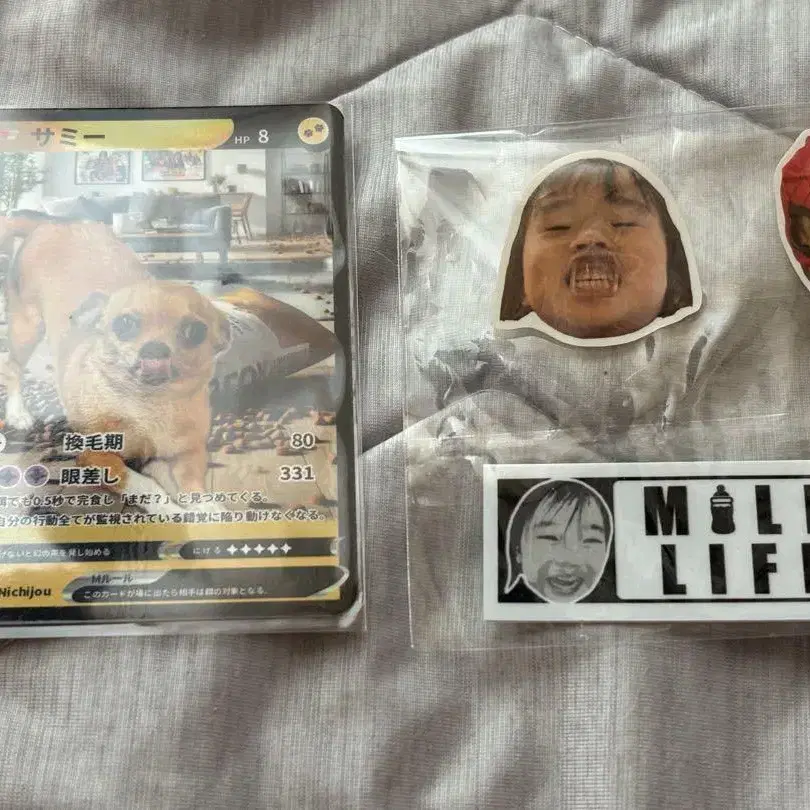 サミー HP 8
換毛期 80
眼差し 331
でも0.5秒で完食し「まだ？」と見つめてくる。
自分の行動全てが監視されている錯覚に陥り動けなくなる。
にげる
Mルール
Nichijou このカードが場に出たら相手は餌の対象となる。
M LI
LIF